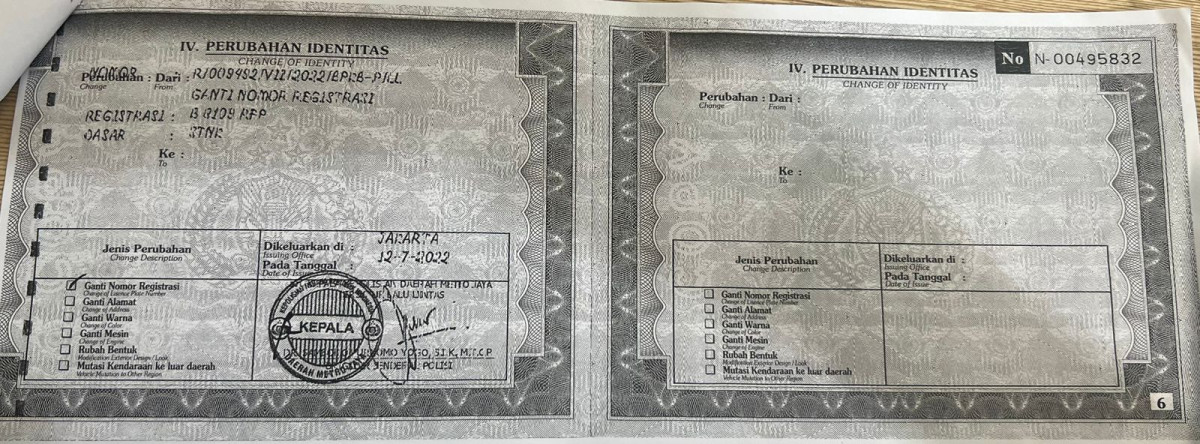 IV. PERUBAHAN IDENTITAS
CHANGE OF IDENTITY
NOMOR
Perubahan : Dari :
Change From
GANTI NOMOR REGISTRASI
REGISTRASI : B 8109 RFP
DASAR : STNK
Ke :
To
Jenis Perubahan
Change Description
Dikeluarkan di : JAKARTA
Issuing Office
Pada Tanggal : 12-7-2022
Date of Issue
Ganti Nomor Registrasi
Change of Licence Plate Number
Ganti Alamat
Change of Address
Ganti Warna
Change of Color
Ganti Mesin
Change of Engine
Rubah Bentuk
Modification Exterior Design / Look
Mutasi Kendaraan ke luar daerah
Vehicle Mutation to Other Region
DAERAH METRO JAYA
LALU LINTAS
KEPALA
YOGO, S.I.K, M.T.C.P
JENDERAL POLISI
No N-00495832
IV. PERUBAHAN IDENTITAS
CHANGE OF IDENTITY
Perubahan : Dari :
Change From
Ke :
To
Jenis Perubahan
Change Description
Dikeluarkan di :
Issuing Office
Pada Tanggal :
Date of Issue
Ganti Nomor Registrasi
Change of Licence Plate Number
Ganti Alamat
Change of Address
Ganti Warna
Change of Color
Ganti Mesin
Change of Engine
Rubah Bentuk
Modification Exterior Design / Look
Mutasi Kendaraan ke luar daerah
Vehicle Mutation to Other Region
6